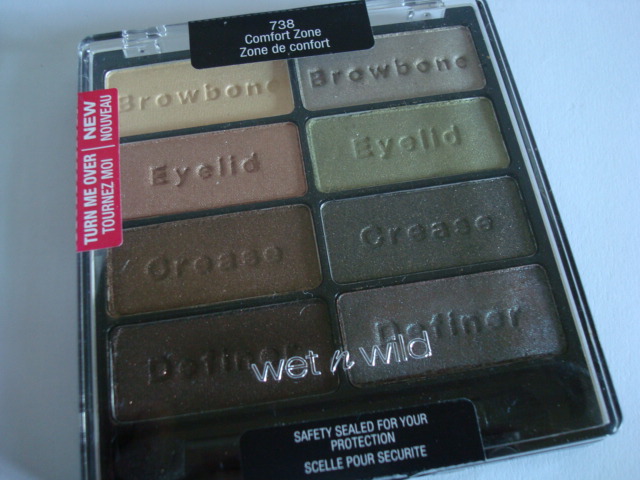 738
Comfort Zone
Zone de confort
NEW
NOUVEAU
TURN ME OVER
TOURNEZ MOI
Browbone
Browbone
Eyelid
Eyelid
Crease
Crease
Definer
Definer
wet n wild
SAFETY SEALED FOR YOUR
PROTECTION
SCELLE POUR SECURITE